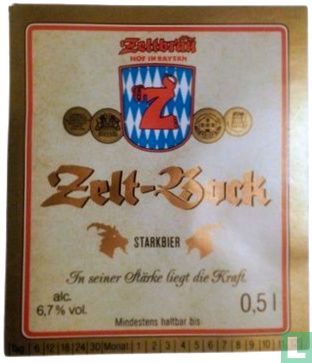 Zeltbräu
HOF IN BAYERN
Z
Zelt-Bock
STARKBIER
In seiner Stärke liegt die Kraft.
alc.
6,7% vol.
0,5 l
Mindestens haltbar bis
Tag 6 12 18 24 30 Monat 1 2 3 4 5 6 7 8 9 10